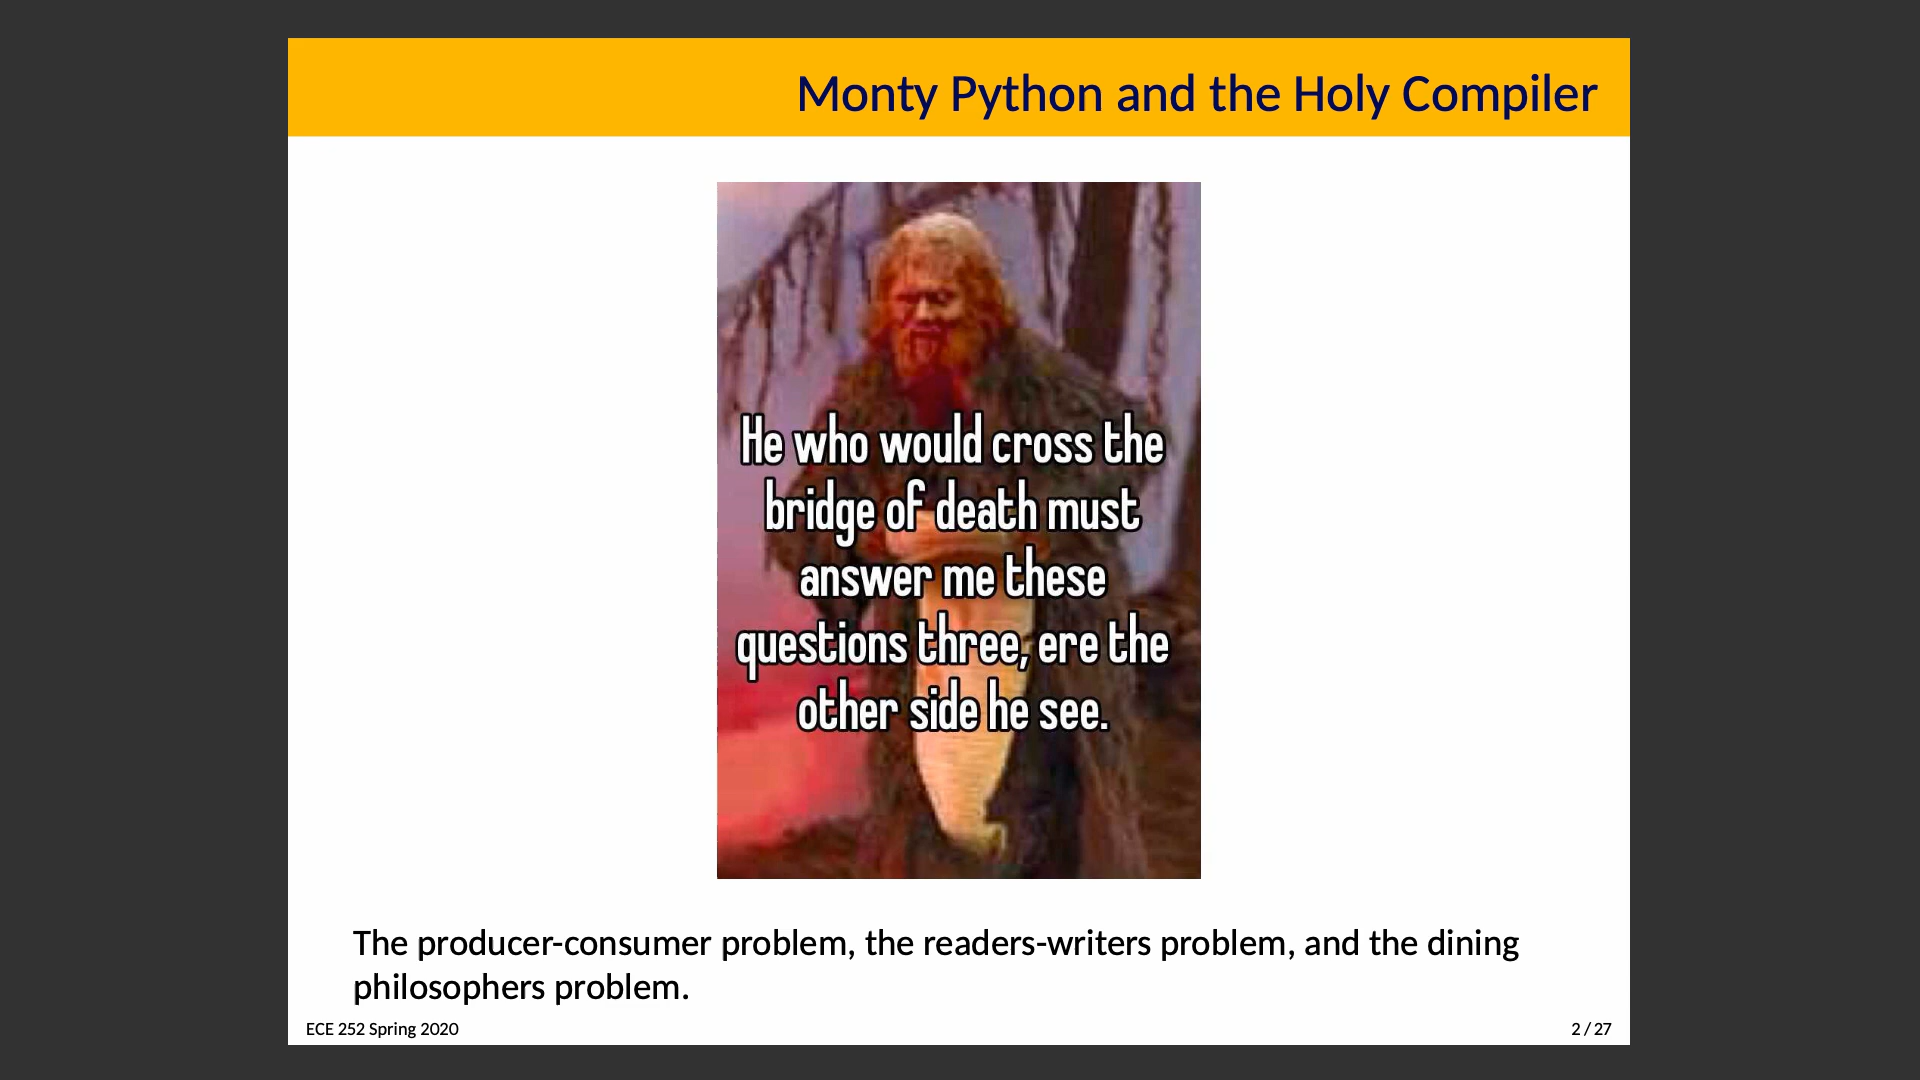 Monty Python and the Holy Compiler
He who would cross the
bridge of death must
answer me these
questions three, ere the
other side he see.
The producer-consumer problem, the readers-writers problem, and the dining
philosophers problem.
ECE 252 Spring 2020
2 / 27